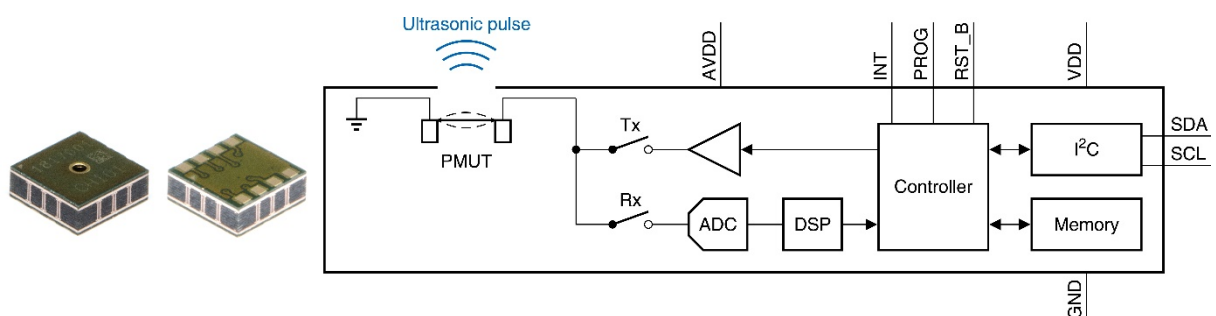 Ultrasonic pulse
AVDD
INT
PROG
RST_B
VDD
SDA
SCL
PMUT
Tx
Rx
ADC
DSP
Controller
I²C
Memory
GND